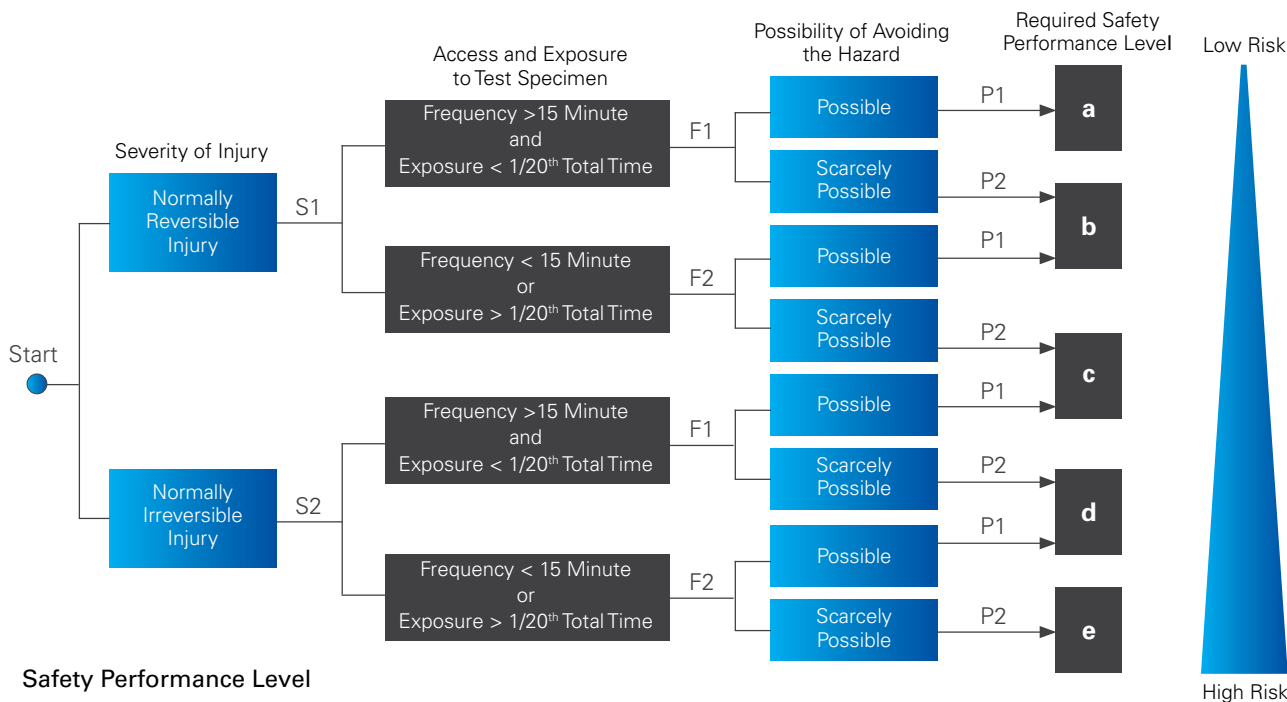 Access and Exposure
to Test Specimen
Possibility of Avoiding
the Hazard
Required Safety
Performance Level
Low Risk
Severity of Injury
Start
Normally
Reversible
Injury
S1
Frequency >15 Minute
and
Exposure < 1/20th Total Time
F1
Possible
P1
a
Scarcely
Possible
P2
b
Frequency < 15 Minute
or
Exposure > 1/20th Total Time
F2
Possible
P1
Scarcely
Possible
P2
c
Normally
Irreversible
Injury
S2
Frequency >15 Minute
and
Exposure < 1/20th Total Time
F1
Possible
P1
Scarcely
Possible
P2
d
Frequency < 15 Minute
or
Exposure > 1/20th Total Time
F2
Possible
P1
Scarcely
Possible
P2
e
Safety Performance Level
High Risk